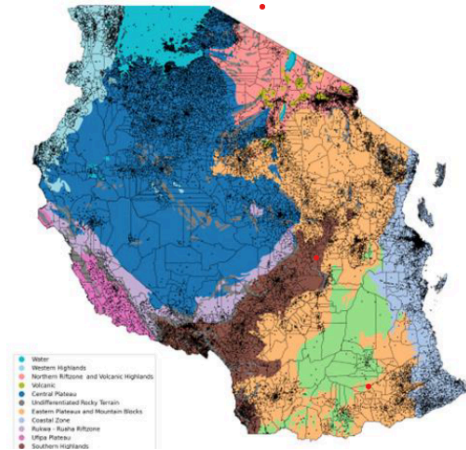 Water
Western Highlands
Northern Riftzone and Volcanic Highlands
Volcanic
Central Plateau
Undifferentiated Rocky Terrain
Eastern Plateaux and Mountain Blocks
Coastal Zone
Rukwa - Ruaha Riftzone
Ufipa Plateau
Southern Highlands